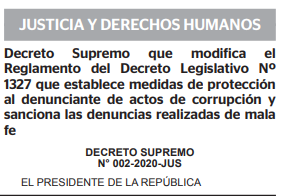 JUSTICIA Y DERECHOS HUMANOS
Decreto Supremo que modifica el
Reglamento del Decreto Legislativo Nº
1327 que establece medidas de protección
al denunciante de actos de corrupción y
sanciona las denuncias realizadas de mala
fe
DECRETO SUPREMO
N° 002-2020-JUS
EL PRESIDENTE DE LA REPÚBLICA